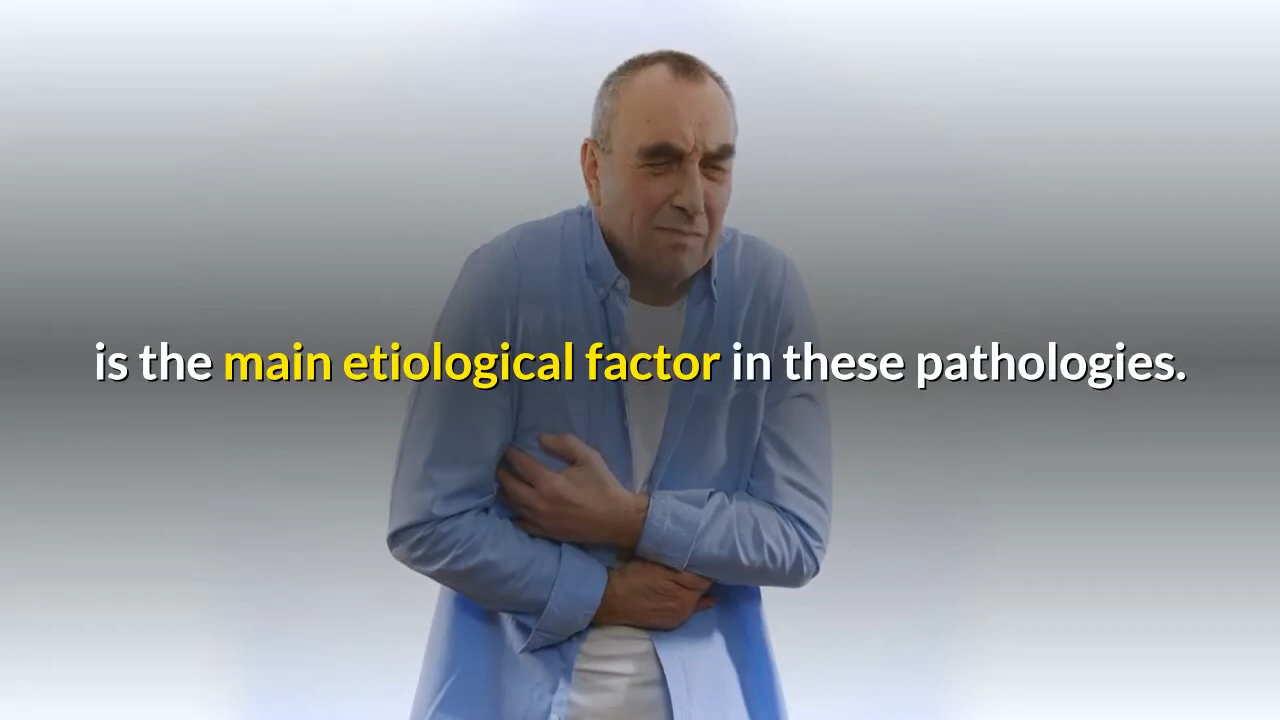 is the main etiological factor in these pathologies.